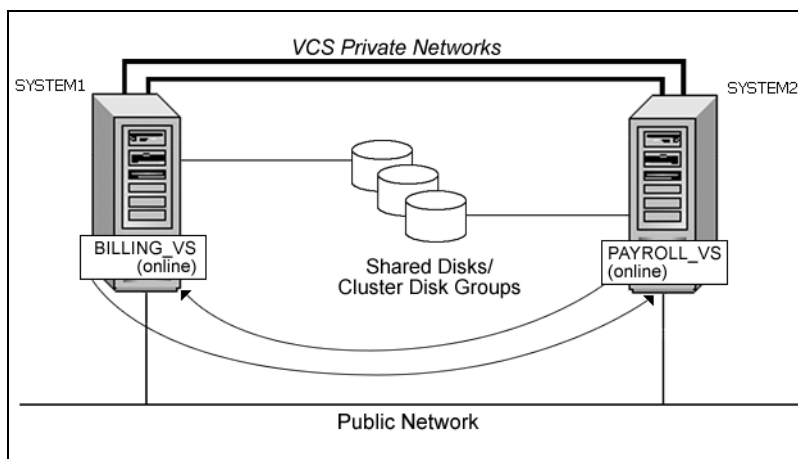 VCS Private Networks
SYSTEM1
SYSTEM2
BILLING_VS
(online)
PAYROLL_VS
(online)
Shared Disks/
Cluster Disk Groups
Public Network